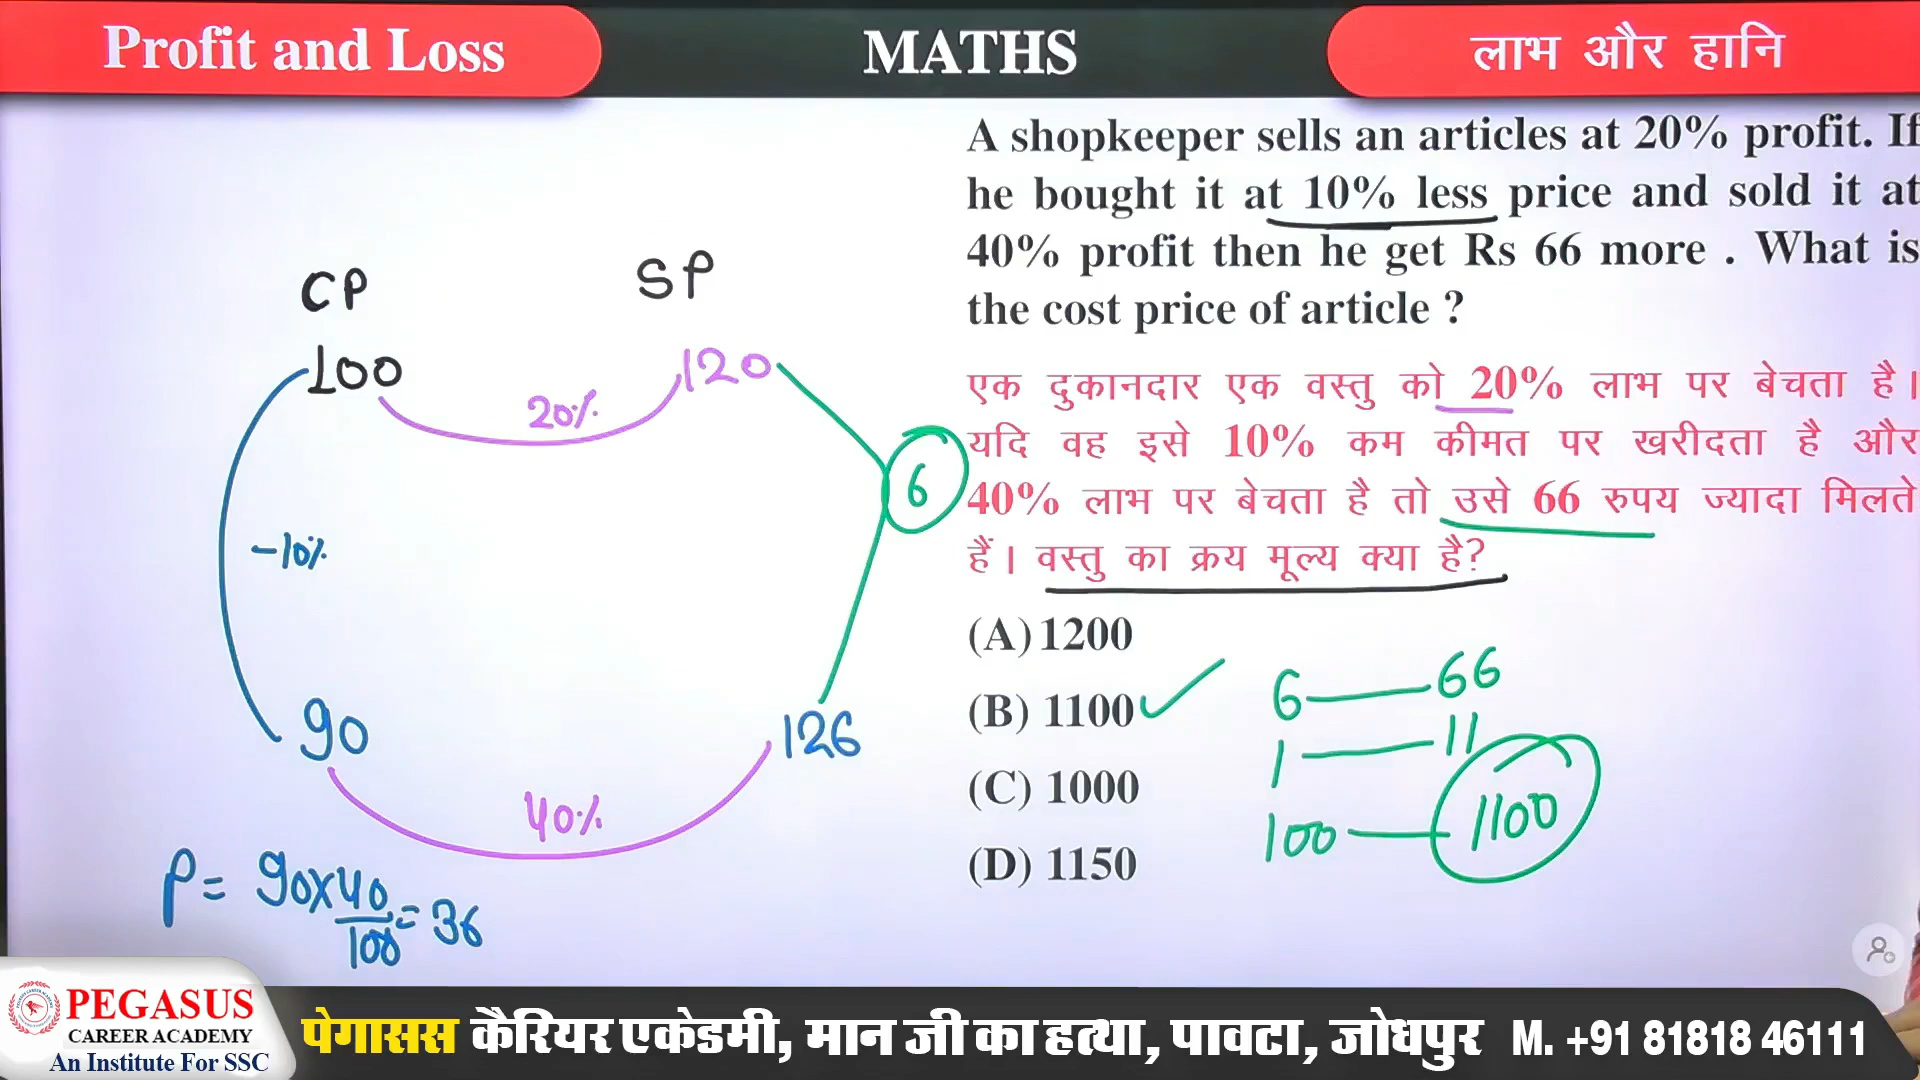 Profit and Loss
MATHS
लाभ और हानि
A shopkeeper sells an articles at 20% profit. If
he bought it at 10% less price and sold it at
40% profit then he get Rs 66 more . What is
the cost price of article ?
एक दुकानदार एक वस्तु को 20% लाभ पर बेचता है।
यदि वह इसे 10% कम कीमत पर खरीदता है और
40% लाभ पर बेचता है तो उसे 66 रुपय ज्यादा मिलते
हैं। वस्तु का क्रय मूल्य क्या है?
(A) 1200
(B) 1100
(C) 1000
(D) 1150
CP SP
100 20% 120
6
-10%
90 40% 126
P = 90x40/100 = 36
6 — 66
1 — 11
100 — 1100
PEGASUS
CAREER ACADEMY
An Institute For SSC
पेगासस कैरियर एकेडमी, मान जी का हत्था, पावटा, जोधपुर M. +91 81818 46111